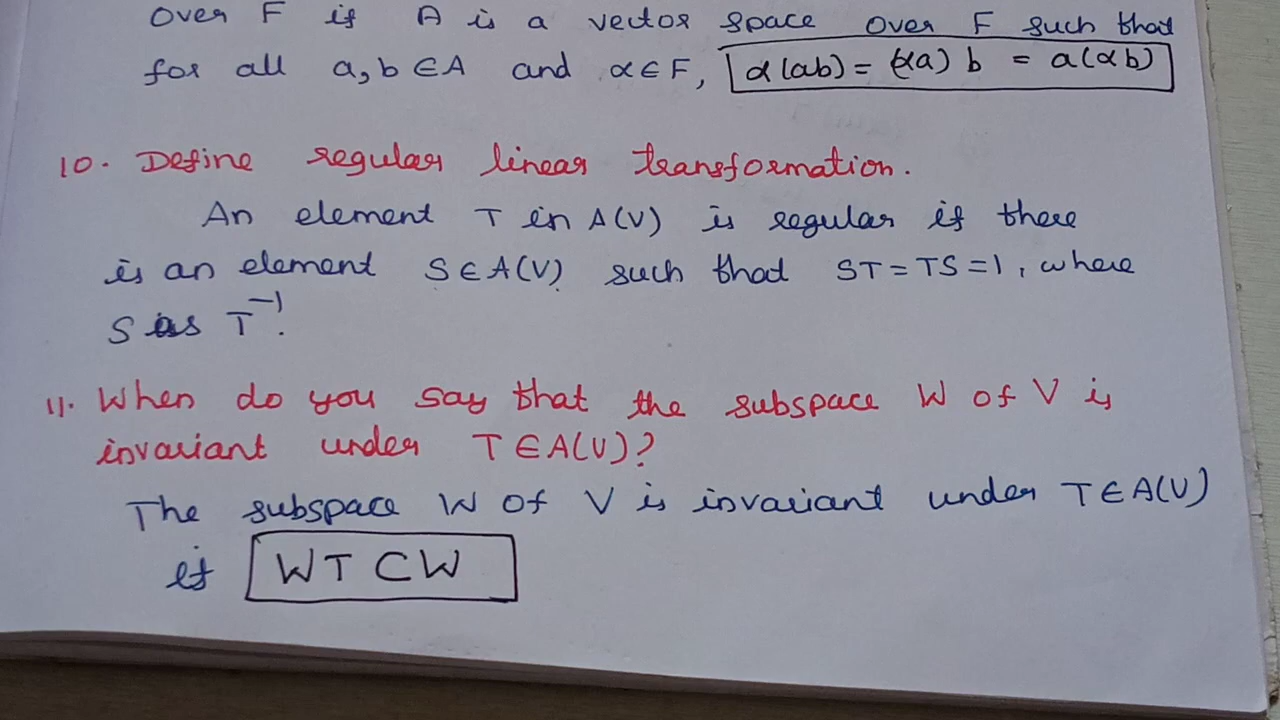 Over F if A is a vector space over F such that
for all a, b ∈ A and α ∈ F, α(ab) = (αa) b = a(αb)
10. Define regular linear transformation.
An element T in A(V) is regular if there
is an element S ∈ A(V) such that ST = TS = 1, where
S as T⁻¹.
11. When do you say that the subspace W of V is
invariant under T ∈ A(V)?
The subspace W of V is invariant under T ∈ A(V)
if WT ⊂ W